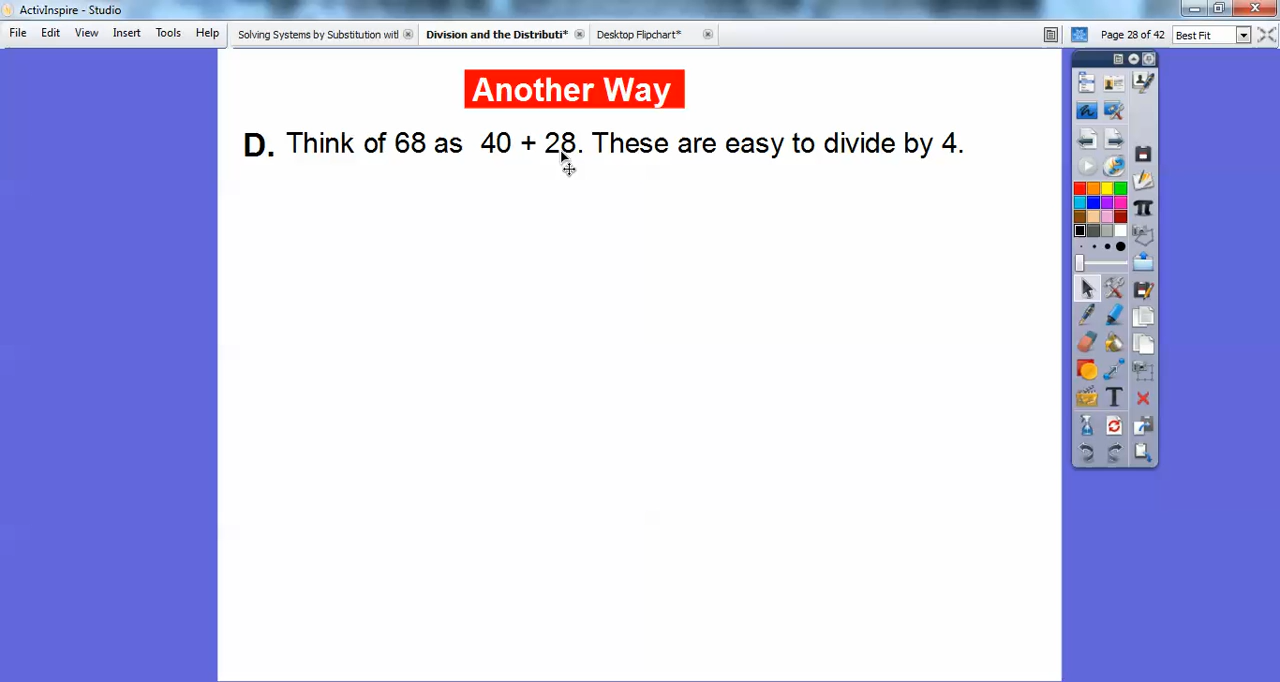 ActivInspire - Studio
File Edit View Insert Tools Help
Solving Systems by Substitution witl
Division and the Distributi*
Desktop Flipchart*
Page 28 of 42
Best Fit
Another Way
D. Think of 68 as 40 + 28. These are easy to divide by 4.